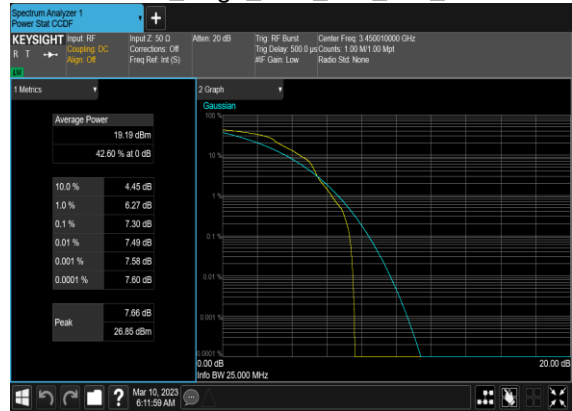 Spectrum Analyzer 1
Power Stat CCDF
KEYSIGHT
R T
Input: RF
Coupling: DC
Align: Off
Input Z: 50 Ω
Corrections: Off
Freq Ref: Int (S)
Atten: 20 dB
Trig: RF Burst
Trig Delay: 500.0 µs
#IF Gain: Low
Center Freq: 3.450010000 GHz
Counts: 1.00 M/1.00 Mpt
Radio Std: None
1 Metrics
Average Power
19.19 dBm
42.60 % at 0 dB
10.0 % 4.45 dB
1.0 % 6.27 dB
0.1 % 7.30 dB
0.01 % 7.49 dB
0.001 % 7.58 dB
0.0001 % 7.60 dB
Peak
7.66 dB
26.85 dBm
2 Graph
Gaussian
100 %
10 %
1 %
0.1 %
0.01 %
0.001 %
0.0001 %
0.00 dB
20.00 dB
Info BW 25.000 MHz
?
Mar 10, 2023
6:11:59 AM